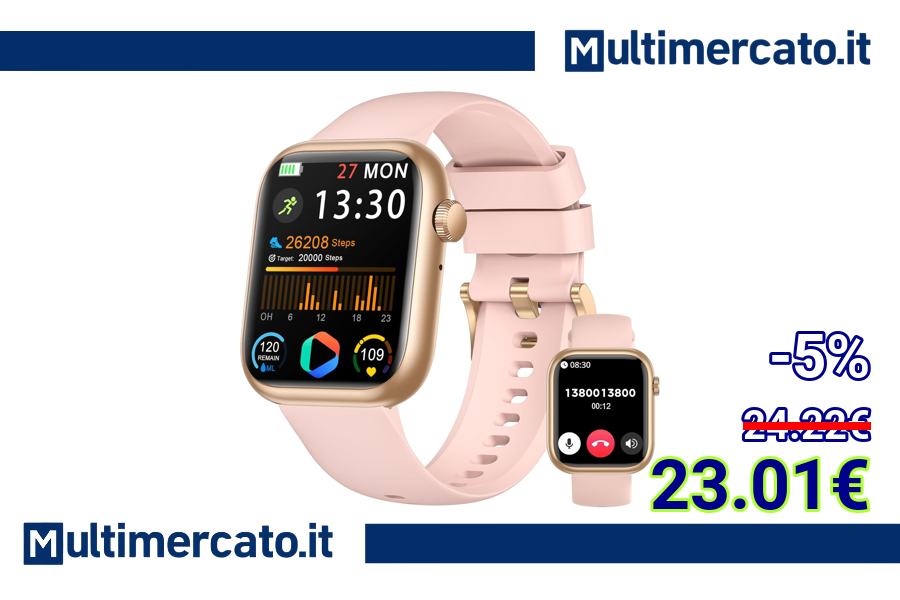 Multimercato.it
27 MON
13:30
26208 Steps
Target: 20000 Steps
OH 6 12 18 23
120
REMAIN
ML
109
08:30
1380013800
00:12
-5%
24.22€
23.01€
Multimercato.it